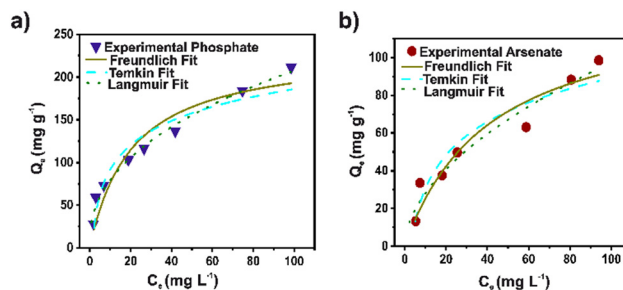 a)
Experimental Phosphate
Freundlich Fit
Temkin Fit
Langmuir Fit
250
200
150
100
50
0
Qe (mg g-1)
0 20 40 60 80 100
Ce (mg L-1)
b)
Experimental Arsenate
Freundlich Fit
Temkin Fit
Langmuir Fit
100
80
60
40
20
0
Qe (mg g-1)
0 20 40 60 80 100
Ce (mg L-1)